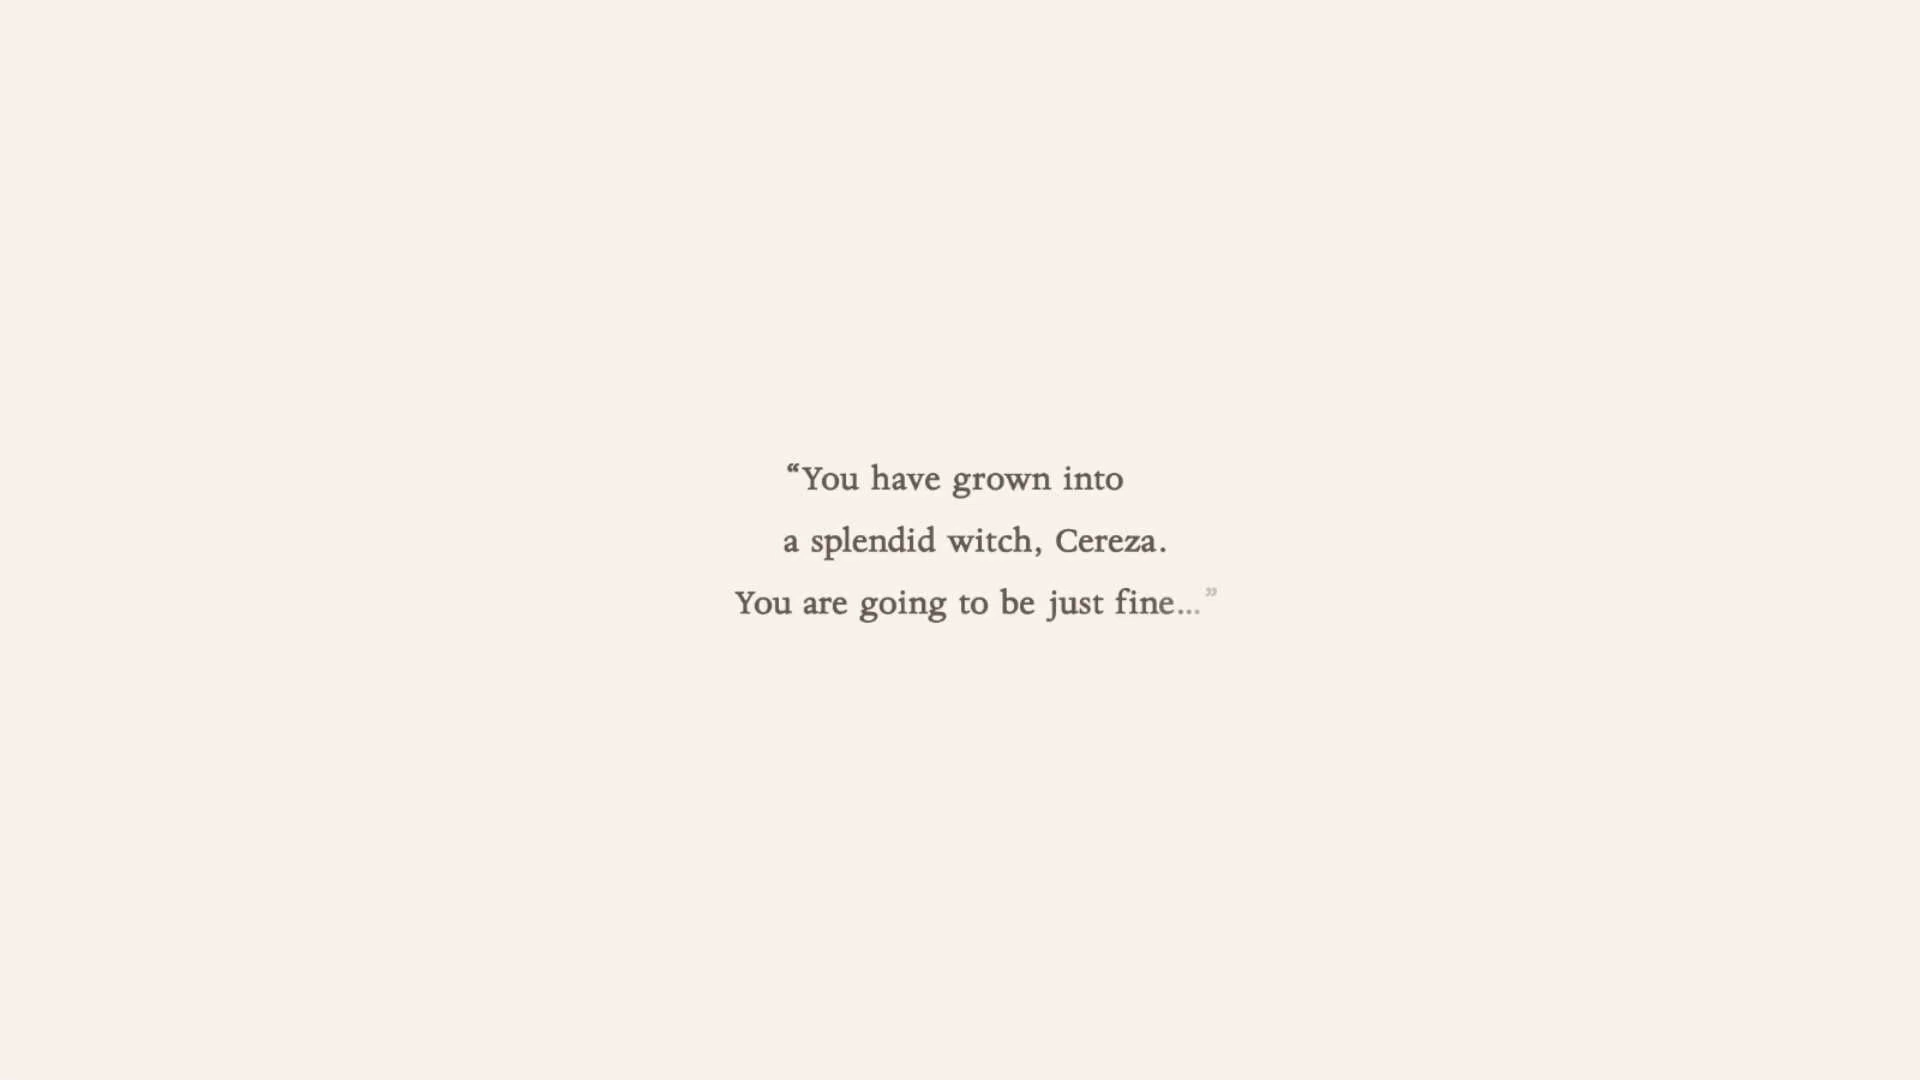 “You have grown into
a splendid witch, Cereza.
You are going to be just fine...”